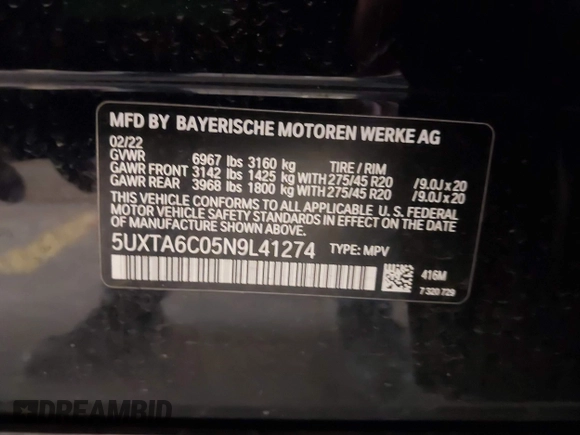 MFD BY BAYERISCHE MOTOREN WERKE AG
02/22
GVWR 6967 lbs 3160 kg TIRE / RIM
GAWR FRONT 3142 lbs 1425 kg WITH 275/45 R20 /9.0J x 20
GAWR REAR 3968 lbs 1800 kg WITH 275/45 R20 /9.0J x 20
THIS VEHICLE CONFORMS TO ALL APPLICABLE U. S. FEDERAL
MOTOR VEHICLE SAFETY STANDARDS IN EFFECT ON THE DATE OF
MANUFACTURE SHOWN ABOVE.
5UXTA6C05N9L41274 TYPE: MPV
416M
7 320 729
DREAMBID